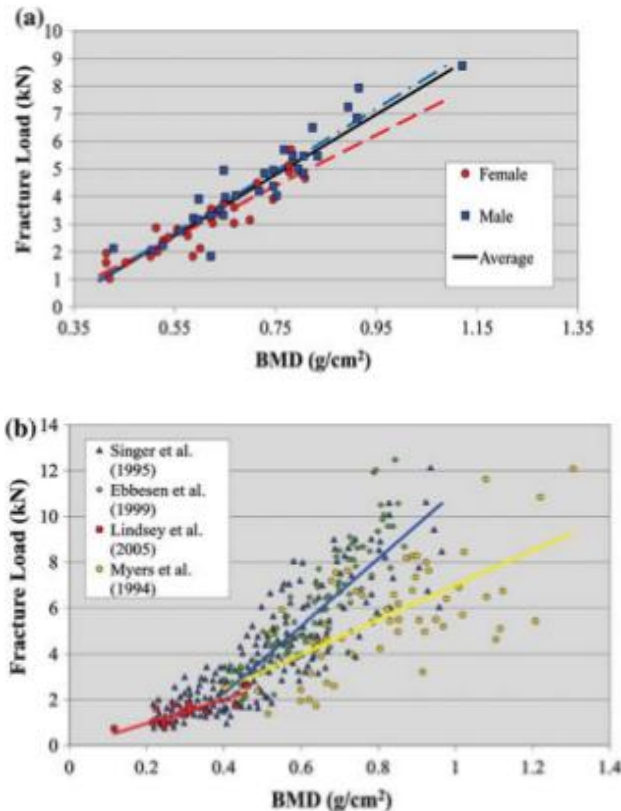 (a)
10
9
8
7
6
5
4
3
2
1
0
Fracture Load (kN)
Female
Male
Average
0.35 0.55 0.75 0.95 1.15 1.35
BMD (g/cm²)
(b)
14
12
10
8
6
4
2
0
Fracture Load (kN)
Singer et al.
(1995)
Ebbesen et al.
(1999)
Lindsey et al.
(2005)
Myers et al.
(1994)
0 0.2 0.4 0.6 0.8 1 1.2 1.4
BMD (g/cm²)